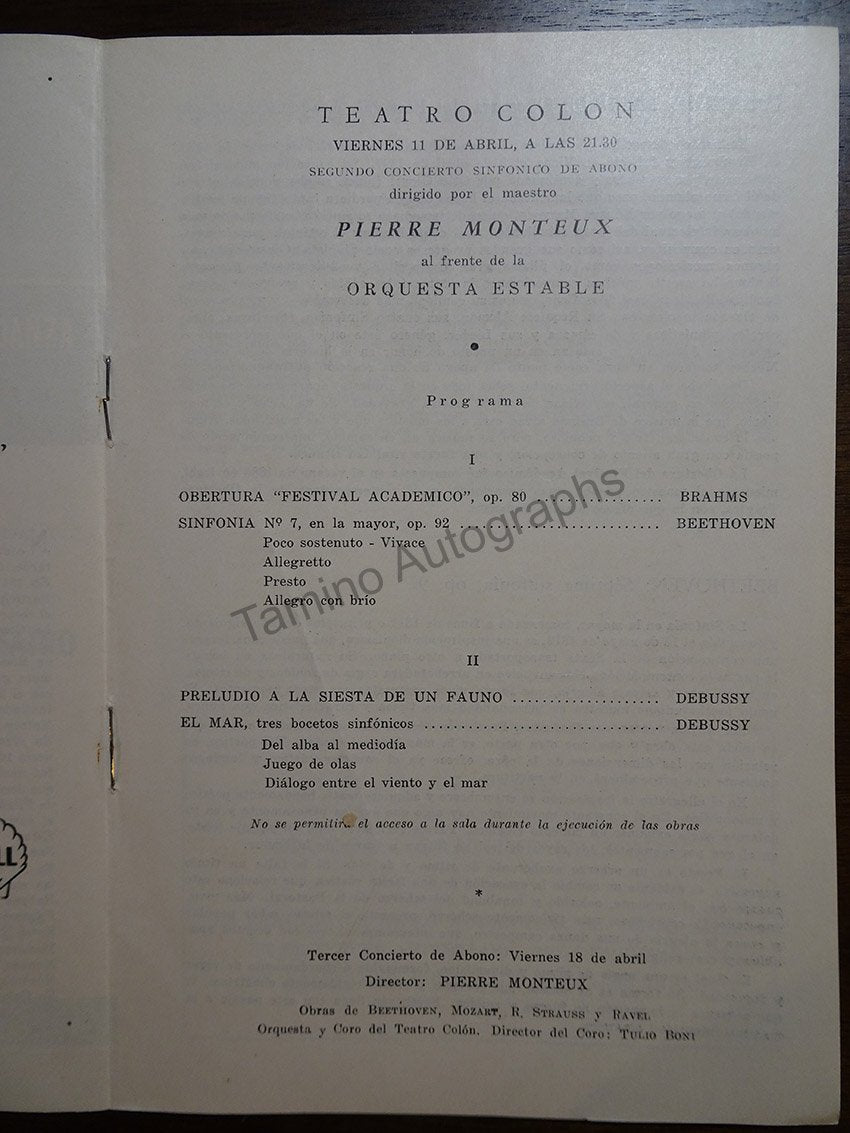 TEATRO COLON
VIERNES 11 DE ABRIL, A LAS 21.30
SEGUNDO CONCIERTO SINFONICO DE ABONO
dirigido por el maestro
PIERRE MONTEUX
al frente de la
ORQUESTA ESTABLE
Programa
I
OBERTURA “FESTIVAL ACADEMICO”, op. 80 ................. BRAHMS
SINFONIA Nº 7, en la mayor, op. 92 ........................... BEETHOVEN
Poco sostenuto - Vivace
Allegretto
Presto
Allegro con brío
Tamino Autographs
II
PRELUDIO A LA SIESTA DE UN FAUNO .................... DEBUSSY
EL MAR, tres bocetos sinfónicos ................................ DEBUSSY
Del alba al mediodía
Juego de olas
Diálogo entre el viento y el mar
No se permitirá el acceso a la sala durante la ejecución de las obras
*
Tercer Concierto de Abono: Viernes 18 de abril
Director: PIERRE MONTEUX
Obras de BEETHOVEN, MOZART, R. STRAUSS y RAVEL
Orquesta y Coro del Teatro Colón. Director del Coro: TULIO BONI